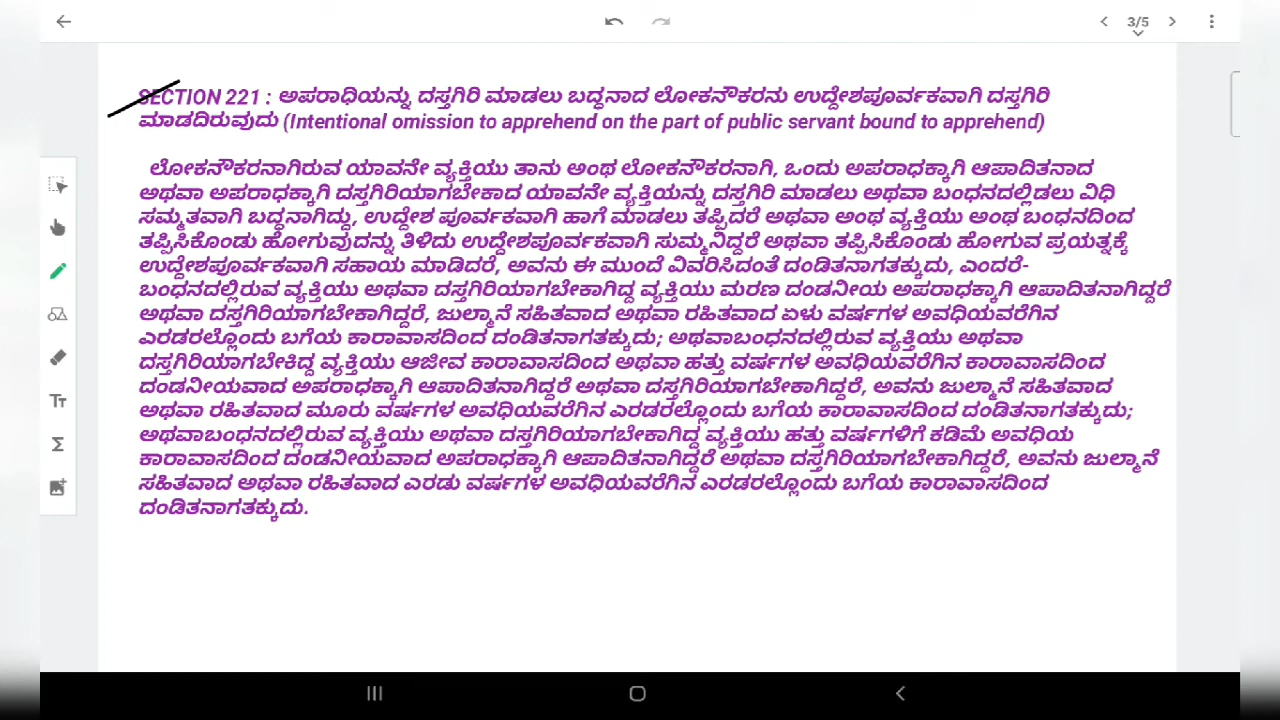 3/5
SECTION 221 : ಅಪರಾಧಿಯನ್ನು ದಸ್ತಗಿರಿ ಮಾಡಲು ಬದ್ಧನಾದ ಲೋಕನೌಕರನು ಉದ್ದೇಶಪೂರ್ವಕವಾಗಿ ದಸ್ತಗಿರಿ
ಮಾಡದಿರುವುದು (Intentional omission to apprehend on the part of public servant bound to apprehend)
ಲೋಕನೌಕರನಾಗಿರುವ ಯಾವನೇ ವ್ಯಕ್ತಿಯು ತಾನು ಅಂಥ ಲೋಕನೌಕರನಾಗಿ, ಒಂದು ಅಪರಾಧಕ್ಕಾಗಿ ಆಪಾದಿತನಾದ
ಅಥವಾ ಅಪರಾಧಕ್ಕಾಗಿ ದಸ್ತಗಿರಿಯಾಗಬೇಕಾದ ಯಾವನೇ ವ್ಯಕ್ತಿಯನ್ನು ದಸ್ತಗಿರಿ ಮಾಡಲು ಅಥವಾ ಬಂಧನದಲ್ಲಿಡಲು ವಿಧಿ
ಸಮ್ಮತವಾಗಿ ಬದ್ಧನಾಗಿದ್ದು, ಉದ್ದೇಶ ಪೂರ್ವಕವಾಗಿ ಹಾಗೆ ಮಾಡಲು ತಪ್ಪಿದರೆ ಅಥವಾ ಅಂಥ ವ್ಯಕ್ತಿಯು ಅಂಥ ಬಂಧನದಿಂದ
ತಪ್ಪಿಸಿಕೊಂಡು ಹೋಗುವುದನ್ನು ತಿಳಿದು ಉದ್ದೇಶಪೂರ್ವಕವಾಗಿ ಸುಮ್ಮನಿದ್ದರೆ ಅಥವಾ ತಪ್ಪಿಸಿಕೊಂಡು ಹೋಗುವ ಪ್ರಯತ್ನಕ್ಕೆ
ಉದ್ದೇಶಪೂರ್ವಕವಾಗಿ ಸಹಾಯ ಮಾಡಿದರೆ, ಅವನು ಈ ಮುಂದೆ ವಿವರಿಸಿದಂತೆ ದಂಡಿತನಾಗತಕ್ಕುದು, ಎಂದರೆ-
ಬಂಧನದಲ್ಲಿರುವ ವ್ಯಕ್ತಿಯು ಅಥವಾ ದಸ್ತಗಿರಿಯಾಗಬೇಕಾಗಿದ್ದ ವ್ಯಕ್ತಿಯು ಮರಣ ದಂಡನೀಯ ಅಪರಾಧಕ್ಕಾಗಿ ಆಪಾದಿತನಾಗಿದ್ದರೆ
ಅಥವಾ ದಸ್ತಗಿರಿಯಾಗಬೇಕಾಗಿದ್ದರೆ, ಜುಲ್ಮಾನೆ ಸಹಿತವಾದ ಅಥವಾ ರಹಿತವಾದ ಏಳು ವರ್ಷಗಳ ಅವಧಿಯವರೆಗಿನ
ಎರಡರಲ್ಲೊಂದು ಬಗೆಯ ಕಾರಾವಾಸದಿಂದ ದಂಡಿತನಾಗತಕ್ಕುದು; ಅಥವಾಬಂಧನದಲ್ಲಿರುವ ವ್ಯಕ್ತಿಯು ಅಥವಾ
ದಸ್ತಗಿರಿಯಾಗಬೇಕಿದ್ದ ವ್ಯಕ್ತಿಯು ಆಜೀವ ಕಾರಾವಾಸದಿಂದ ಅಥವಾ ಹತ್ತು ವರ್ಷಗಳ ಅವಧಿಯವರೆಗಿನ ಕಾರಾವಾಸದಿಂದ
ದಂಡನೀಯವಾದ ಅಪರಾಧಕ್ಕಾಗಿ ಆಪಾದಿತನಾಗಿದ್ದರೆ ಅಥವಾ ದಸ್ತಗಿರಿಯಾಗಬೇಕಾಗಿದ್ದರೆ, ಅವನು ಜುಲ್ಮಾನೆ ಸಹಿತವಾದ
ಅಥವಾ ರಹಿತವಾದ ಮೂರು ವರ್ಷಗಳ ಅವಧಿಯವರೆಗಿನ ಎರಡರಲ್ಲೊಂದು ಬಗೆಯ ಕಾರಾವಾಸದಿಂದ ದಂಡಿತನಾಗತಕ್ಕುದು;
ಅಥವಾಬಂಧನದಲ್ಲಿರುವ ವ್ಯಕ್ತಿಯು ಅಥವಾ ದಸ್ತಗಿರಿಯಾಗಬೇಕಾಗಿದ್ದ ವ್ಯಕ್ತಿಯು ಹತ್ತು ವರ್ಷಗಳಿಗೆ ಕಡಿಮೆ ಅವಧಿಯ
ಕಾರಾವಾಸದಿಂದ ದಂಡನೀಯವಾದ ಅಪರಾಧಕ್ಕಾಗಿ ಆಪಾದಿತನಾಗಿದ್ದರೆ ಅಥವಾ ದಸ್ತಗಿರಿಯಾಗಬೇಕಾಗಿದ್ದರೆ, ಅವನು ಜುಲ್ಮಾನೆ
ಸಹಿತವಾದ ಅಥವಾ ರಹಿತವಾದ ಎರಡು ವರ್ಷಗಳ ಅವಧಿಯವರೆಗಿನ ಎರಡರಲ್ಲೊಂದು ಬಗೆಯ ಕಾರಾವಾಸದಿಂದ
ದಂಡಿತನಾಗತಕ್ಕುದು.